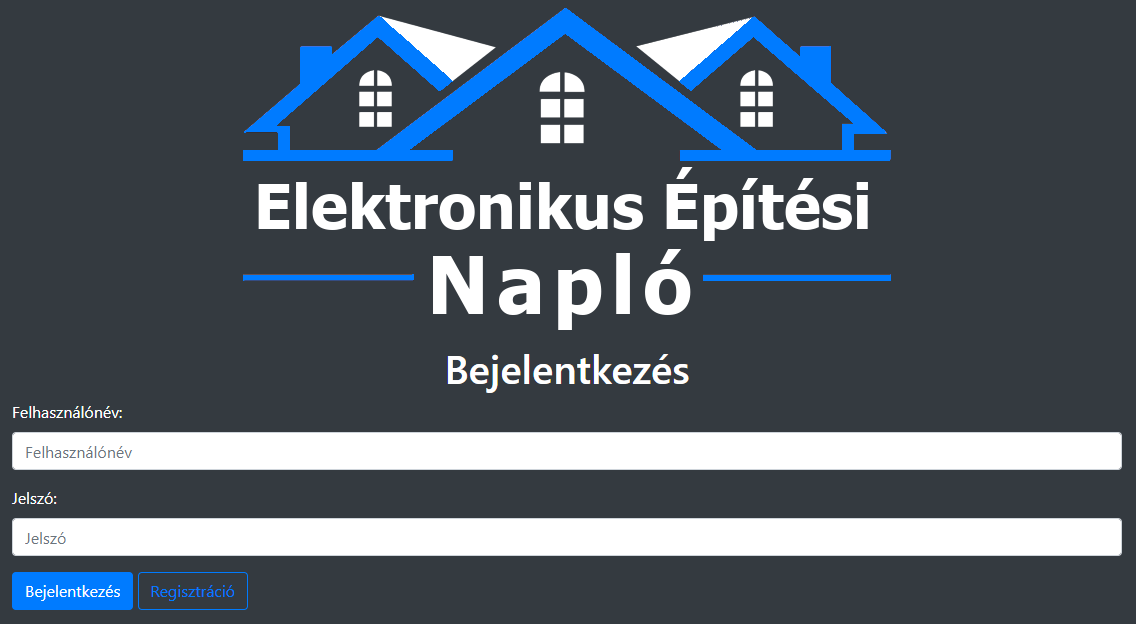 Elektronikus Építési
Napló
Bejelentkezés
Felhasználónév:
Felhasználónév
Jelszó:
Jelszó
Bejelentkezés Regisztráció